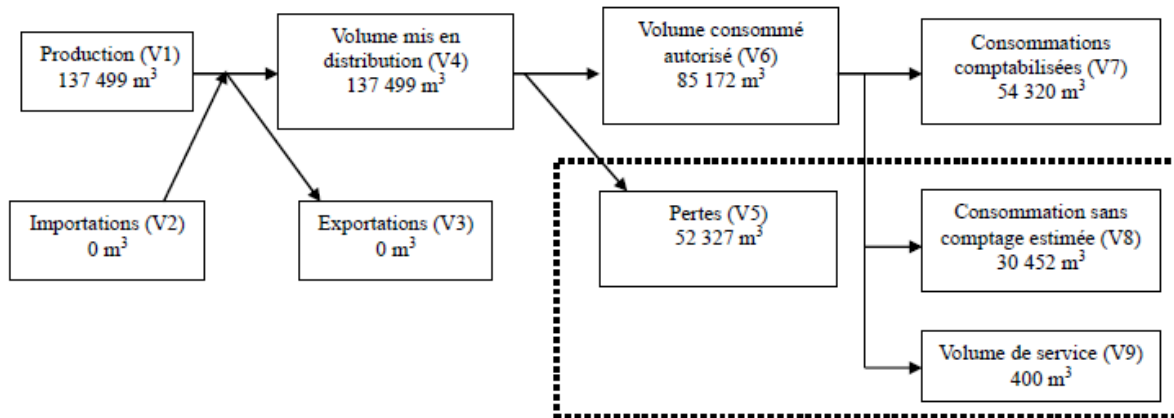 Production (V1)
137 499 m³
Volume mis en
distribution (V4)
137 499 m³
Volume consommé
autorisé (V6)
85 172 m³
Consommations
comptabilisées (V7)
54 320 m³
Importations (V2)
0 m³
Exportations (V3)
0 m³
Pertes (V5)
52 327 m³
Consommation sans
comptage estimée (V8)
30 452 m³
Volume de service (V9)
400 m³